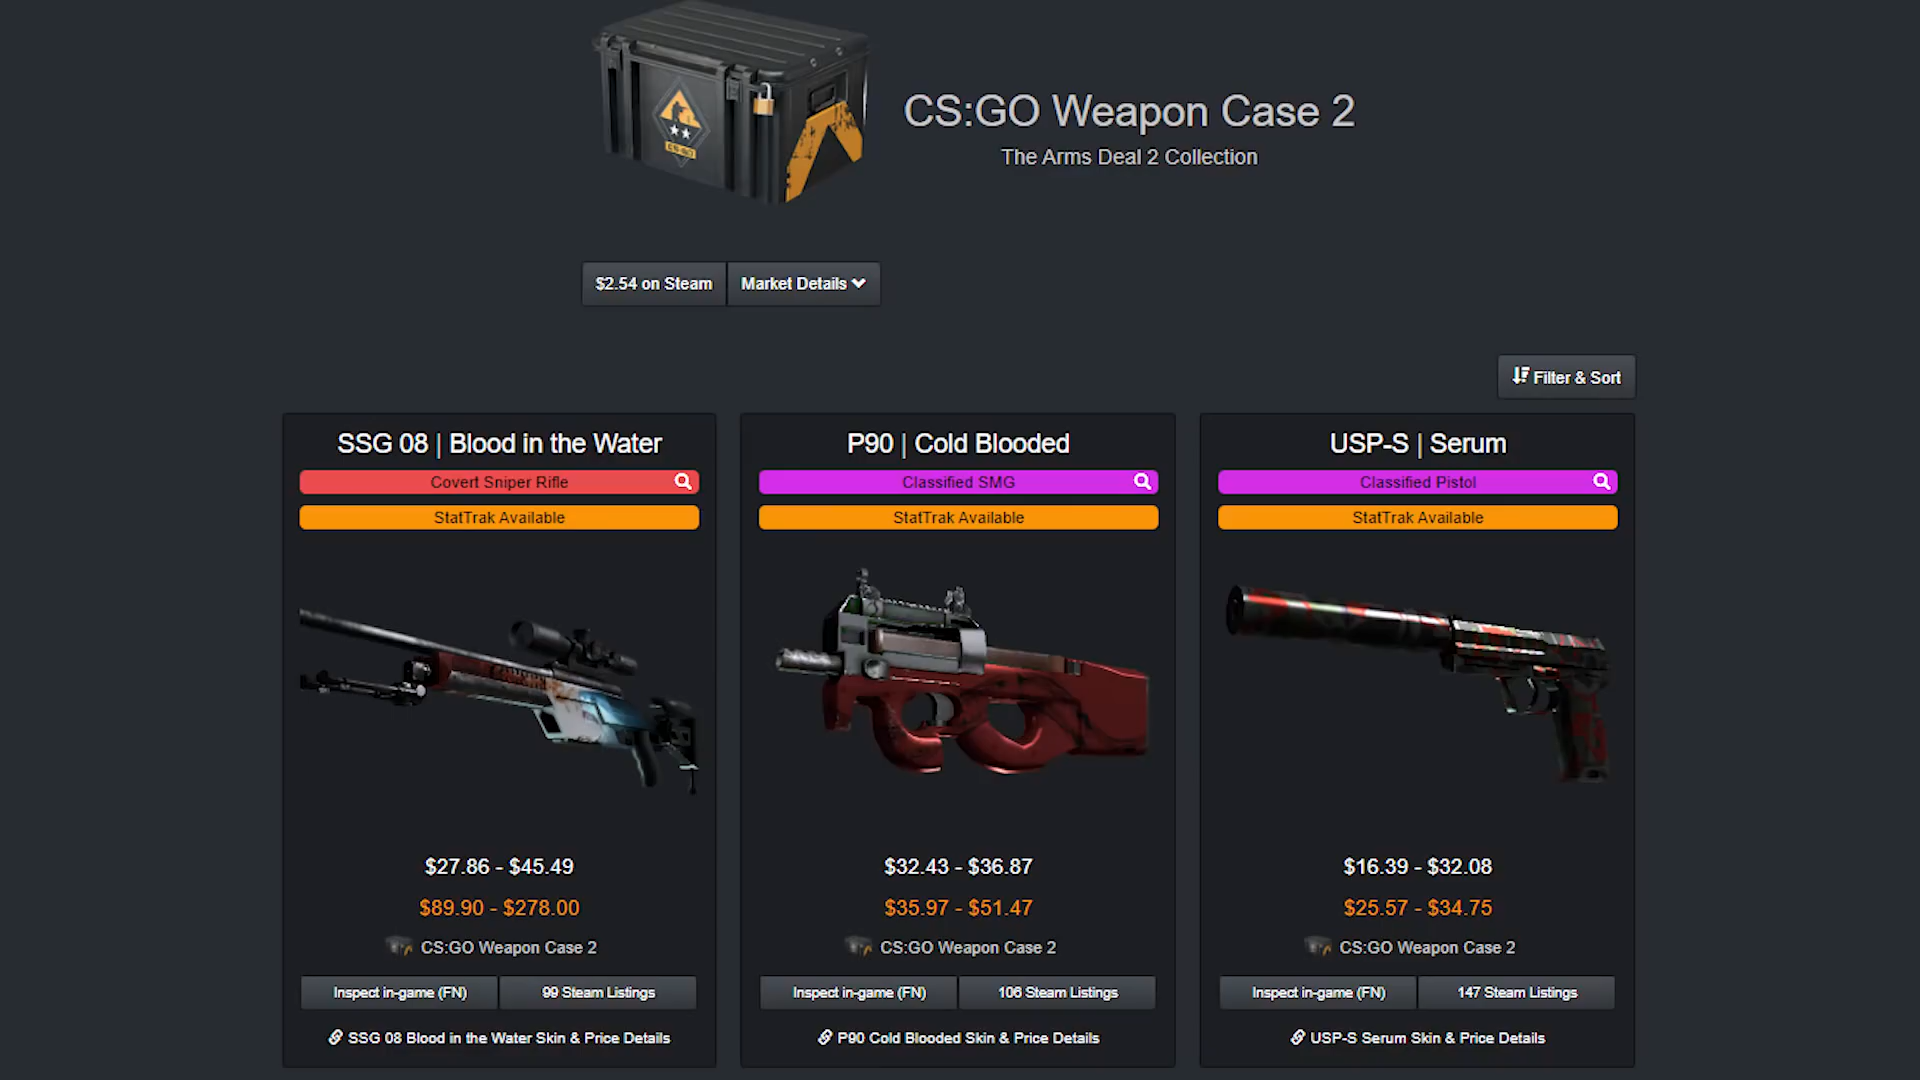 CS:GO Weapon Case 2
The Arms Deal 2 Collection
$2.54 on Steam
Market Details
Filter & Sort
SSG 08 | Blood in the Water
Covert Sniper Rifle
StatTrak Available
$27.86 - $45.49
$89.90 - $278.00
CS:GO Weapon Case 2
Inspect in-game (FN)
99 Steam Listings
SSG 08 Blood in the Water Skin & Price Details
P90 | Cold Blooded
Classified SMG
StatTrak Available
$32.43 - $36.87
$35.97 - $51.47
CS:GO Weapon Case 2
Inspect in-game (FN)
106 Steam Listings
P90 Cold Blooded Skin & Price Details
USP-S | Serum
Classified Pistol
StatTrak Available
$16.39 - $32.08
$25.57 - $34.75
CS:GO Weapon Case 2
Inspect in-game (FN)
147 Steam Listings
USP-S Serum Skin & Price Details